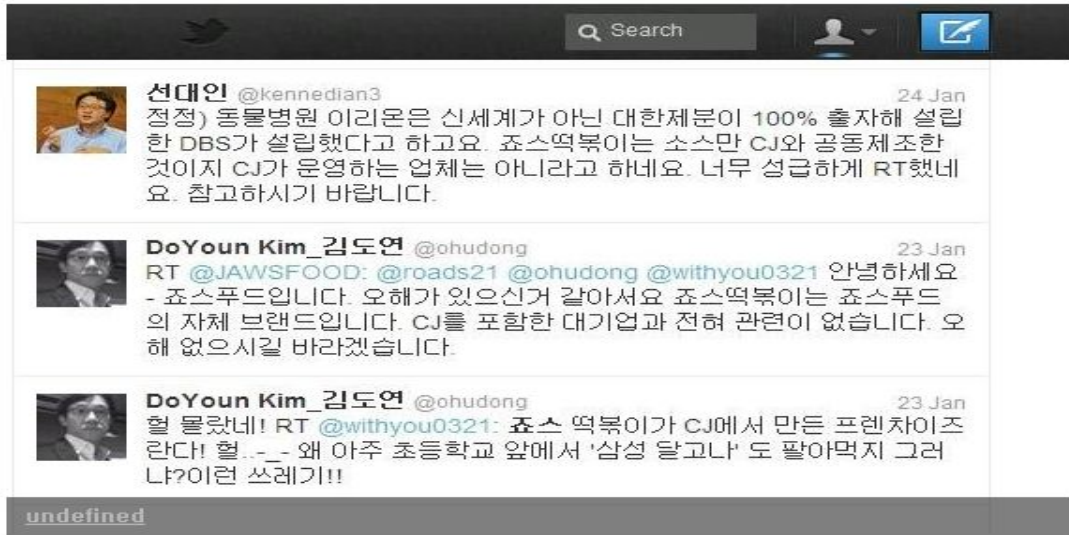 Search
선대인 @kennedian3 24 Jan
정정) 동물병원 이리온은 신세계가 아닌 대한제분이 100% 출자해 설립
한 DBS가 설립했다고 하고요. 죠스떡볶이는 소스만 CJ와 공동제조한
것이지 CJ가 운영하는 업체는 아니라고 하네요. 너무 성급하게 RT했네
요. 참고하시기 바랍니다.
DoYoun Kim_김도연 @ohudong 23 Jan
RT @JAWSFOOD: @roads21 @ohudong @withyou0321 안녕하세요
- 죠스푸드입니다. 오해가 있으신거 같아서요 죠스떡볶이는 죠스푸드
의 자체 브랜드입니다. CJ를 포함한 대기업과 전혀 관련이 없습니다. 오
해 없으시길 바라겠습니다.
DoYoun Kim_김도연 @ohudong 23 Jan
헐 몰랐네! RT @withyou0321: 죠스 떡볶이가 CJ에서 만든 프렌차이즈
란다! 헐..-_- 왜 아주 초등학교 앞에서 '삼성 달고나' 도 팔아먹지 그러
냐?이런 쓰레기!!
undefined